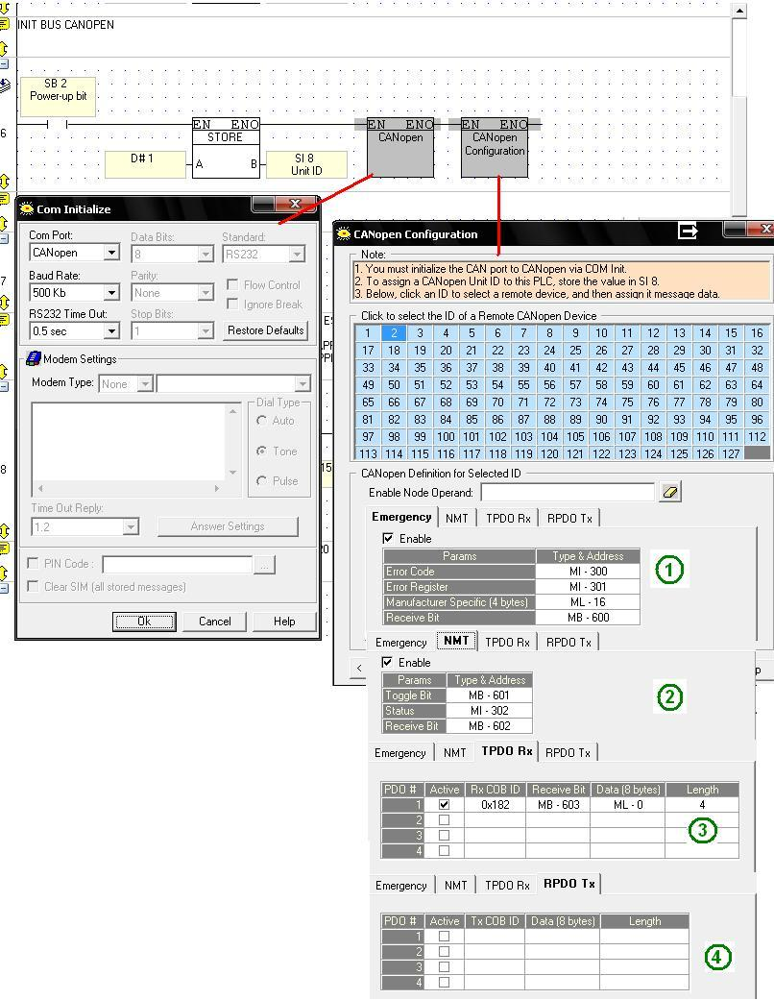 INIT BUS CANOPEN
SB 2
Power-up bit
6
EN ENO
STORE
A B
D# 1
SI 8
Unit ID
EN ENO
CANopen
EN ENO
CANopen
Configuration
7
8
Com Initialize
Com Port:
CANopen
Data Bits:
8
Standard:
RS232
Baud Rate:
500 Kb
Parity:
None
Flow Control
Ignore Break
RS232 Time Out:
0.5 sec
Stop Bits:
1
Restore Defaults
Modem Settings
Modem Type:
None
Dial Type
Auto
Tone
Pulse
Time Out Reply:
1.2
Answer Settings
PIN Code :
...
Clear SIM (all stored messages)
Ok Cancel Help
CANopen Configuration
Note:
1. You must initialize the CAN port to CANopen via COM Init.
2. To assign a CANopen Unit ID to this PLC, store the value in SI 8.
3. Below, click an ID to select a remote device, and then assign it message data.
Click to select the ID of a Remote CANopen Device
1 2 3 4 5 6 7 8 9 10 11 12 13 14 15 16
17 18 19 20 21 22 23 24 25 26 27 28 29 30 31 32
33 34 35 36 37 38 39 40 41 42 43 44 45 46 47 48
49 50 51 52 53 54 55 56 57 58 59 60 61 62 63 64
65 66 67 68 69 70 71 72 73 74 75 76 77 78 79 80
81 82 83 84 85 86 87 88 89 90 91 92 93 94 95 96
97 98 99 100 101 102 103 104 105 106 107 108 109 110 111 112
113 114 115 116 117 118 119 120 121 122 123 124 125 126 127
CANopen Definition for Selected ID
Enable Node Operand:
Emergency NMT TPDO Rx RPDO Tx
Enable
Params Type & Address
Error Code MI - 300
Error Register MI - 301
Manufacturer Specific (4 bytes) ML - 16
Receive Bit MB - 600
1
Emergency NMT TPDO Rx RPDO Tx
Enable
Params Type & Address
Toggle Bit MB - 601
Status MI - 302
Receive Bit MB - 602
2
Emergency NMT TPDO Rx RPDO Tx
PDO # Active Rx COB ID Receive Bit Data (8 bytes) Length
1 0x182 MB - 603 ML - 0 4
2
3
4
3
Emergency NMT TPDO Rx RPDO Tx
PDO # Active Tx COB ID Data (8 bytes) Length
1
2
3
4
4